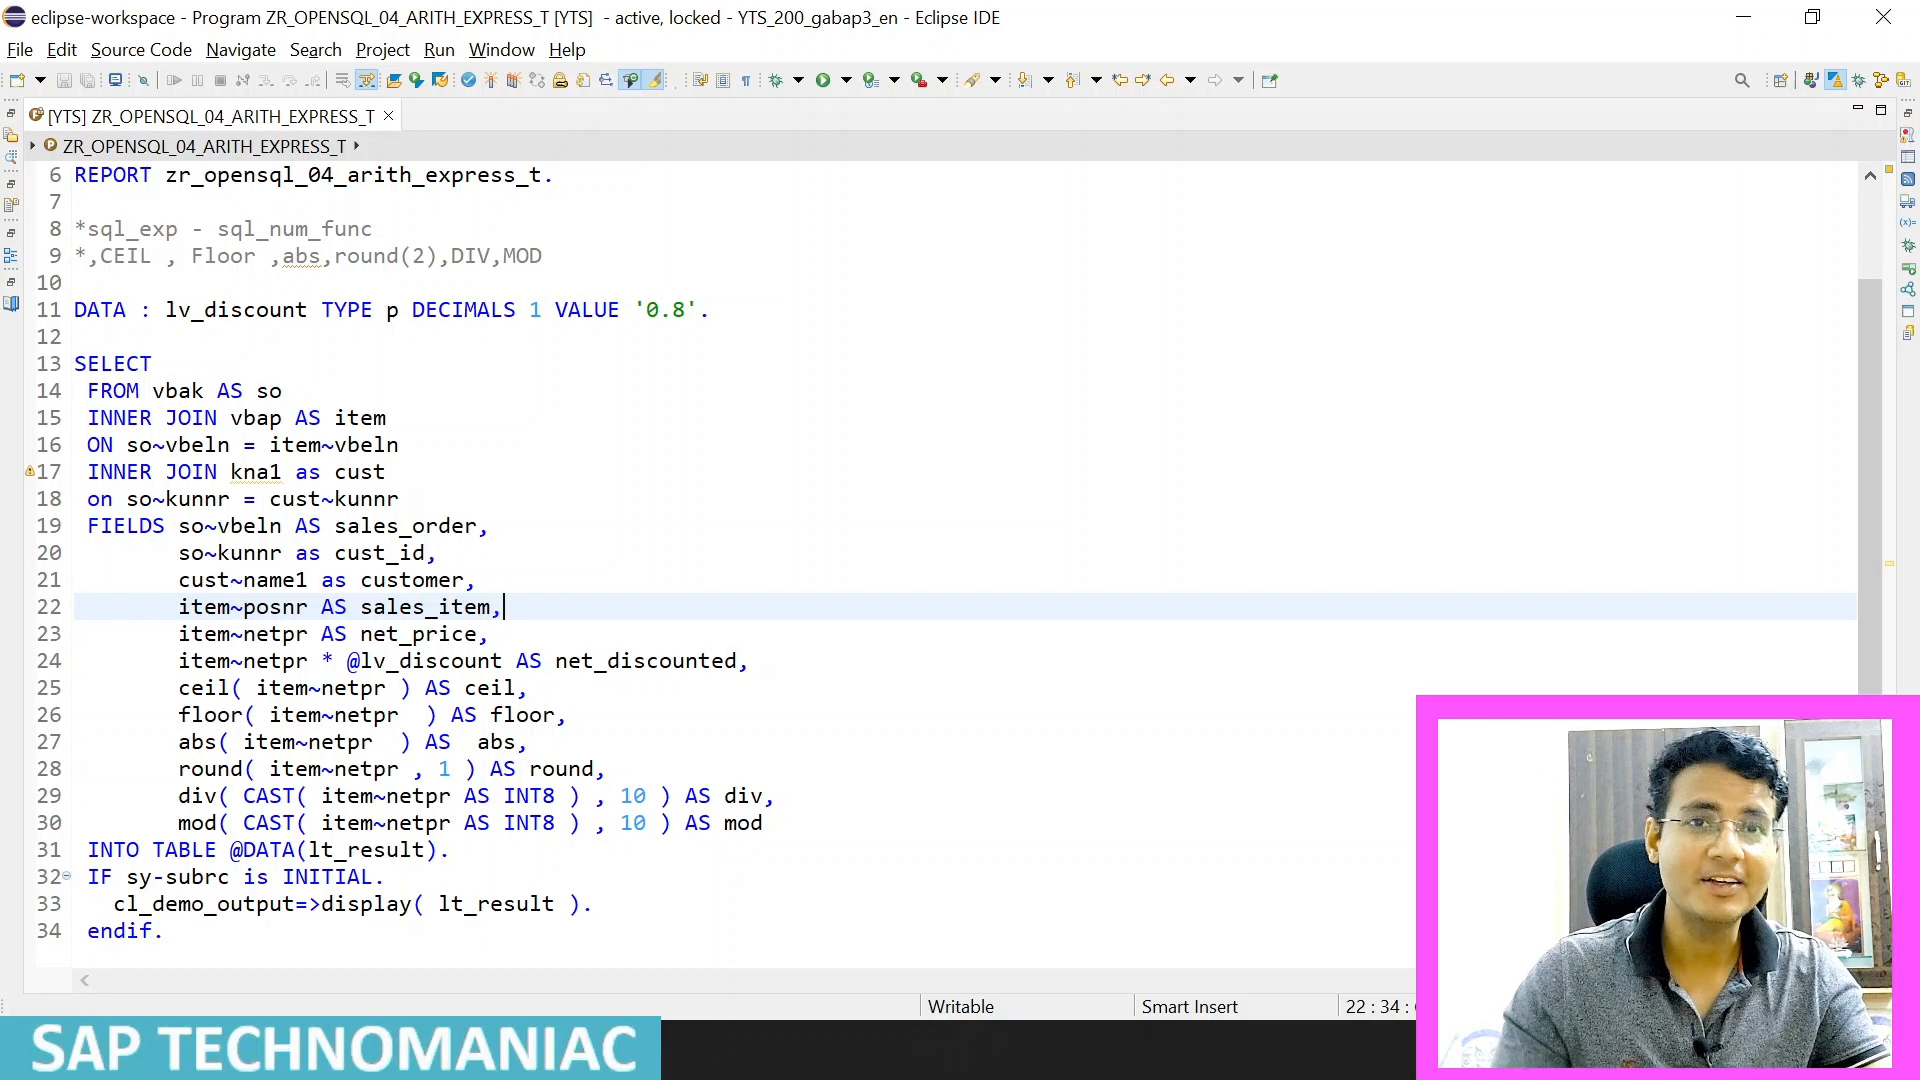 eclipse-workspace - Program ZR_OPENSQL_04_ARITH_EXPRESS_T [YTS]  - active, locked - YTS_200_gabap3_en - Eclipse IDE
File Edit Source Code Navigate Search Project Run Window Help
[YTS] ZR_OPENSQL_04_ARITH_EXPRESS_T
ZR_OPENSQL_04_ARITH_EXPRESS_T
6 REPORT zr_opensql_04_arith_express_t.
7
8 *sql_exp - sql_num_func
9 *,CEIL , Floor ,abs,round(2),DIV,MOD
10
11 DATA : lv_discount TYPE p DECIMALS 1 VALUE '0.8'.
12
13 SELECT
14  FROM vbak AS so
15  INNER JOIN vbap AS item
16  ON so~vbeln = item~vbeln
17  INNER JOIN kna1 as cust
18  on so~kunnr = cust~kunnr
19  FIELDS so~vbeln AS sales_order,
20         so~kunnr as cust_id,
21         cust~name1 as customer,
22         item~posnr AS sales_item,
23         item~netpr AS net_price,
24         item~netpr * @lv_discount AS net_discounted,
25         ceil( item~netpr ) AS ceil,
26         floor( item~netpr  ) AS floor,
27         abs( item~netpr  ) AS  abs,
28         round( item~netpr , 1 ) AS round,
29         div( CAST( item~netpr AS INT8 ) , 10 ) AS div,
30         mod( CAST( item~netpr AS INT8 ) , 10 ) AS mod
31  INTO TABLE @DATA(lt_result).
32  IF sy-subrc is INITIAL.
33    cl_demo_output=>display( lt_result ).
34  endif.
Writable Smart Insert 22 : 34 :
SAP TECHNOMANIAC